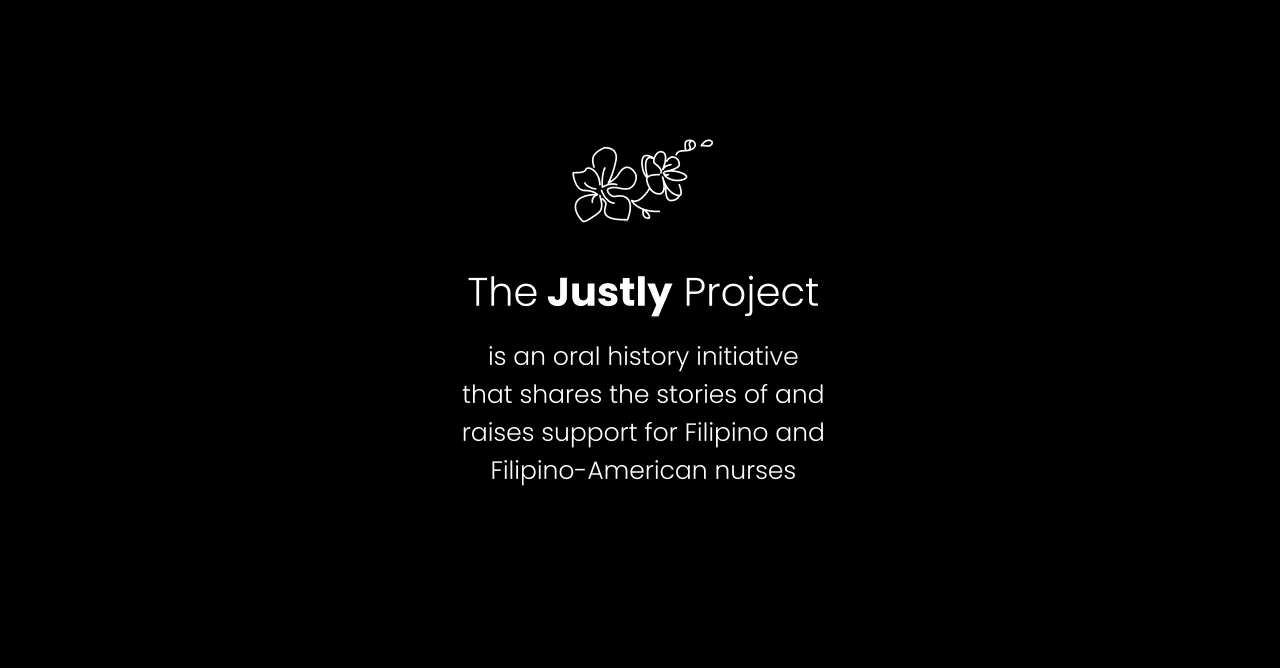 The Justly Project
is an oral history initiative
that shares the stories of and
raises support for Filipino and
Filipino-American nurses